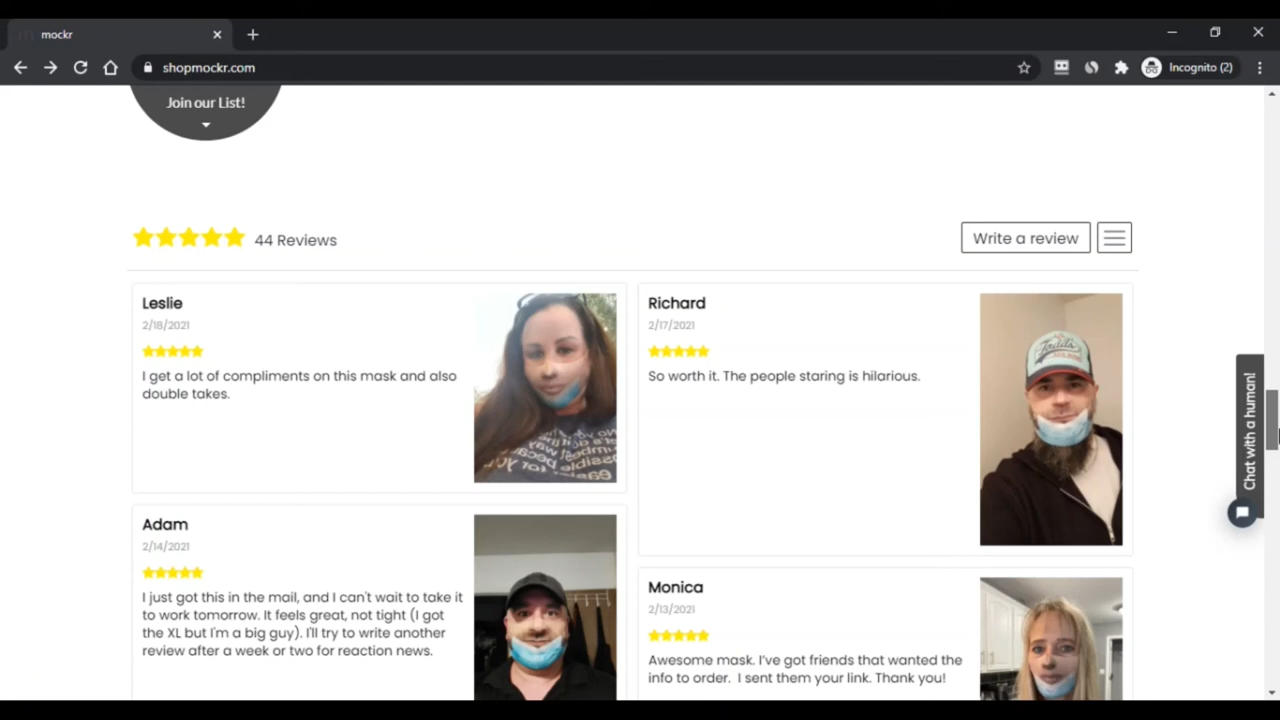 mockr
shopmockr.com
Incognito (2)
Join our List!
44 Reviews
Write a review
Leslie
2/18/2021
I get a lot of compliments on this mask and also
double takes.
Richard
2/17/2021
So worth it. The people staring is hilarious.
Chat with a human!
Adam
2/14/2021
I just got this in the mail, and I can't wait to take it
to work tomorrow. It feels great, not tight (I got
the XL but I'm a big guy). I'll try to write another
review after a week or two for reaction news.
Monica
2/13/2021
Awesome mask. I've got friends that wanted the
info to order. I sent them your link. Thank you!